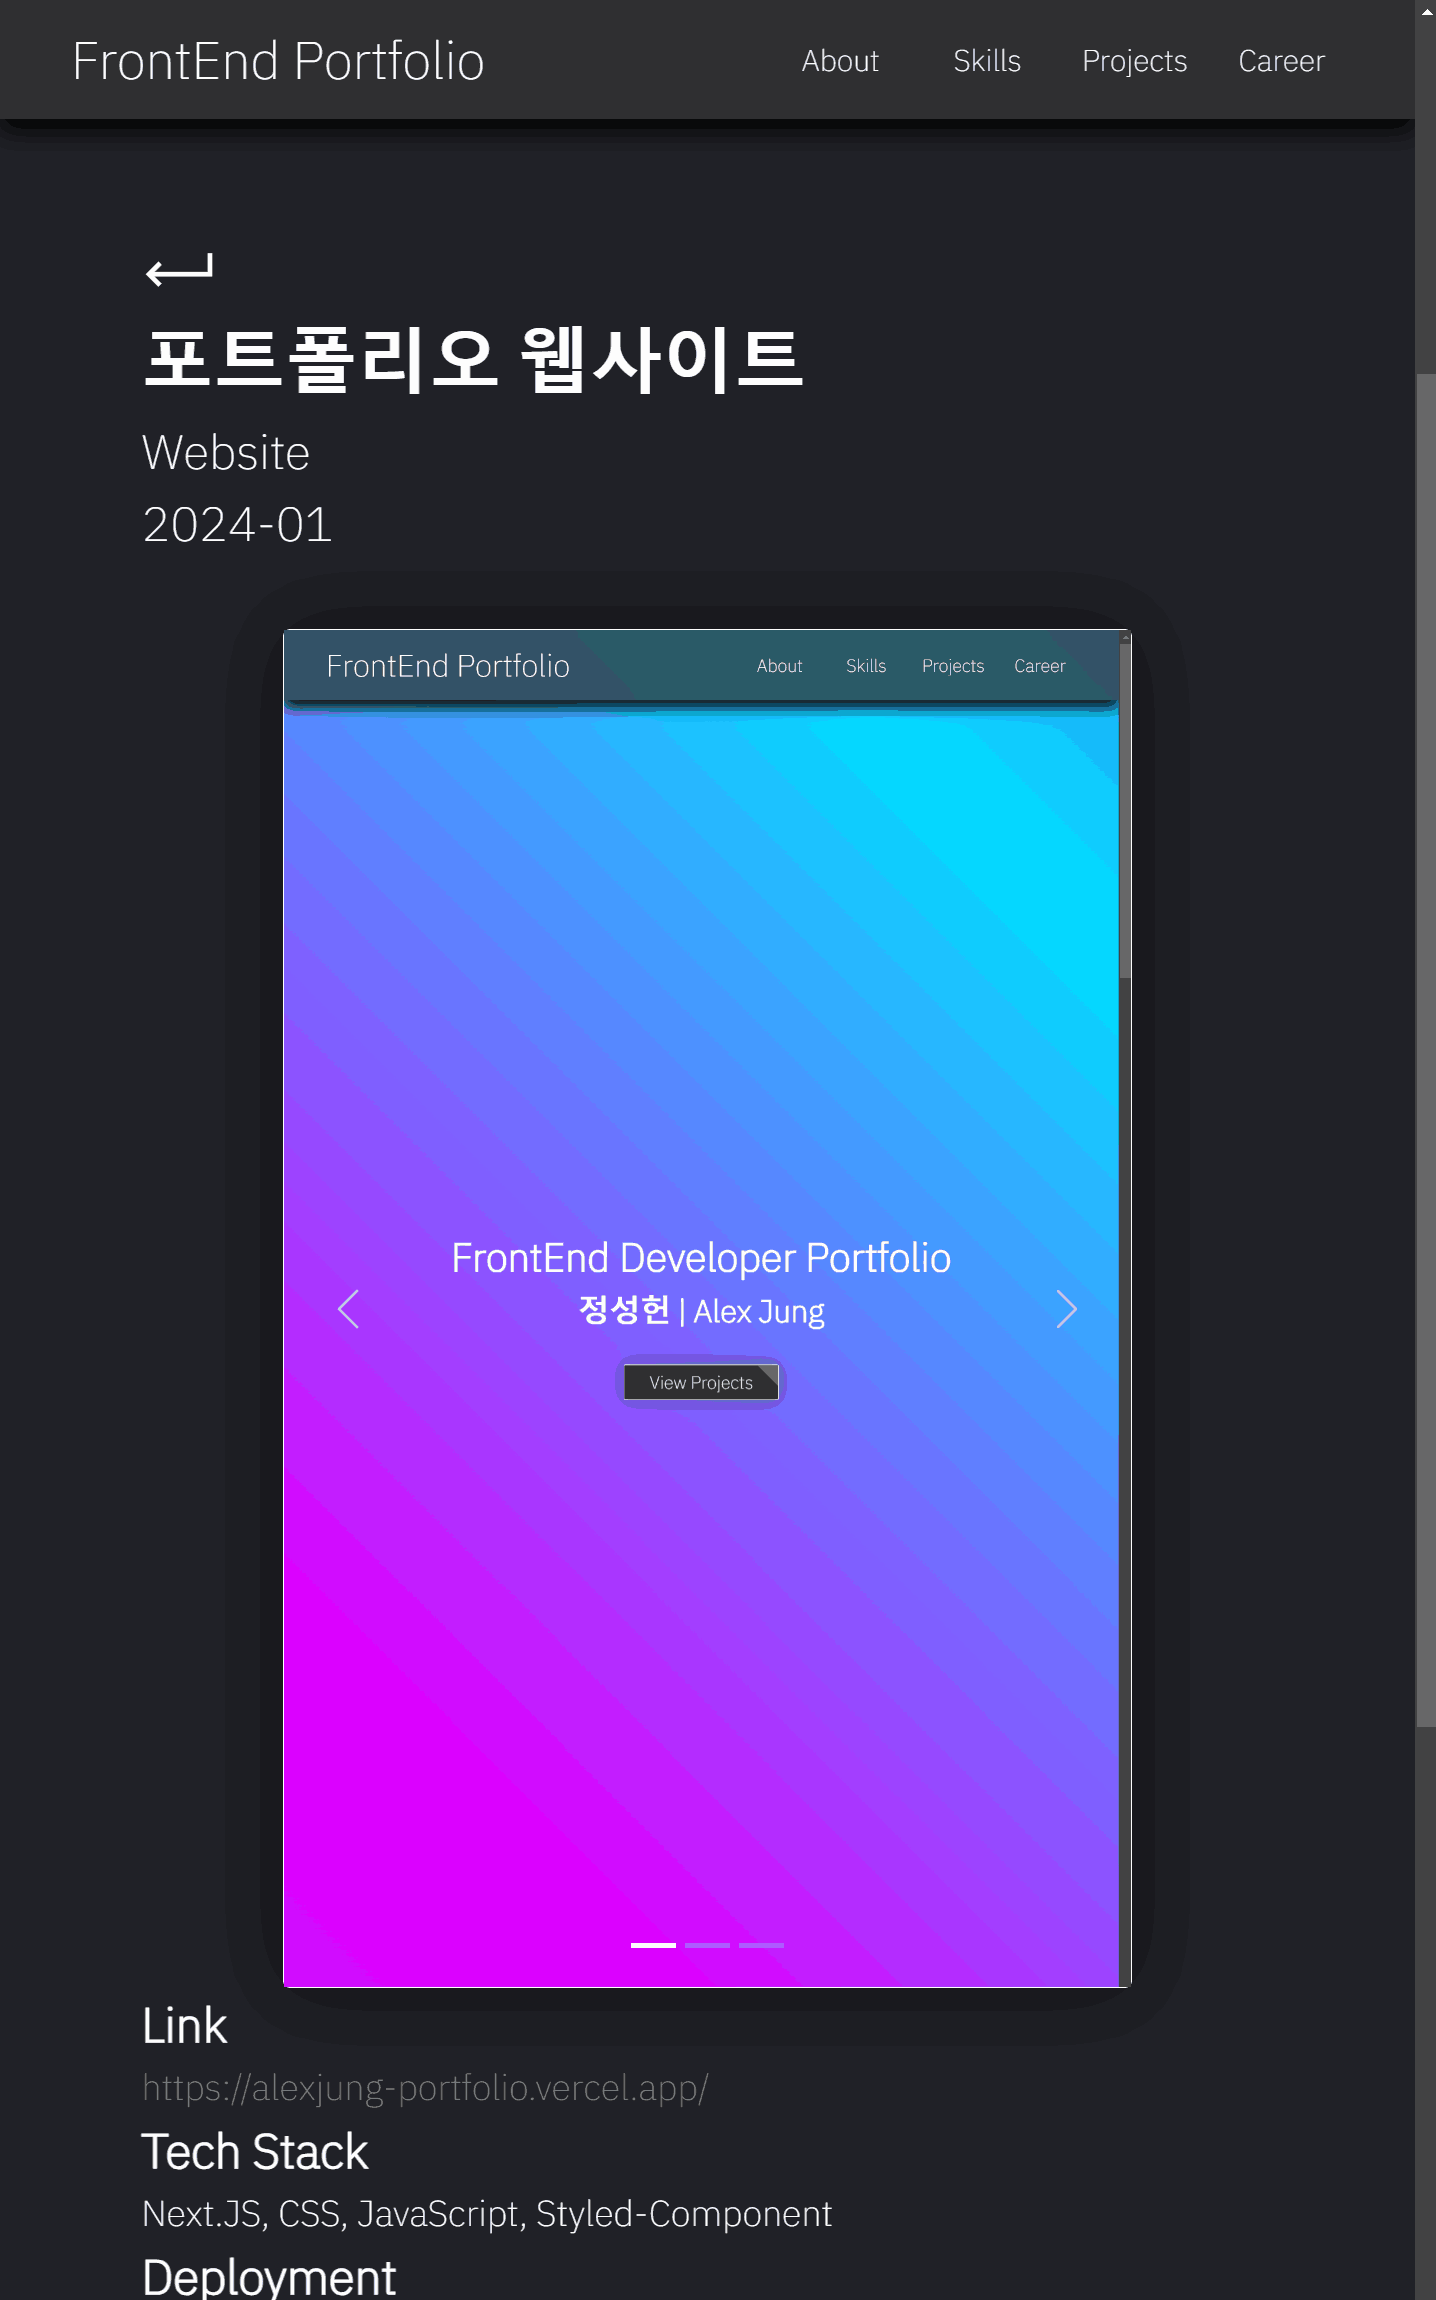 FrontEnd Portfolio About Skills Projects Career
포트폴리오 웹사이트
Website
2024-01
FrontEnd Portfolio About Skills Projects Career
FrontEnd Developer Portfolio
정성헌 | Alex Jung
View Projects
Link
https://alexjung-portfolio.vercel.app/
Tech Stack
Next.JS, CSS, JavaScript, Styled-Component
Deployment